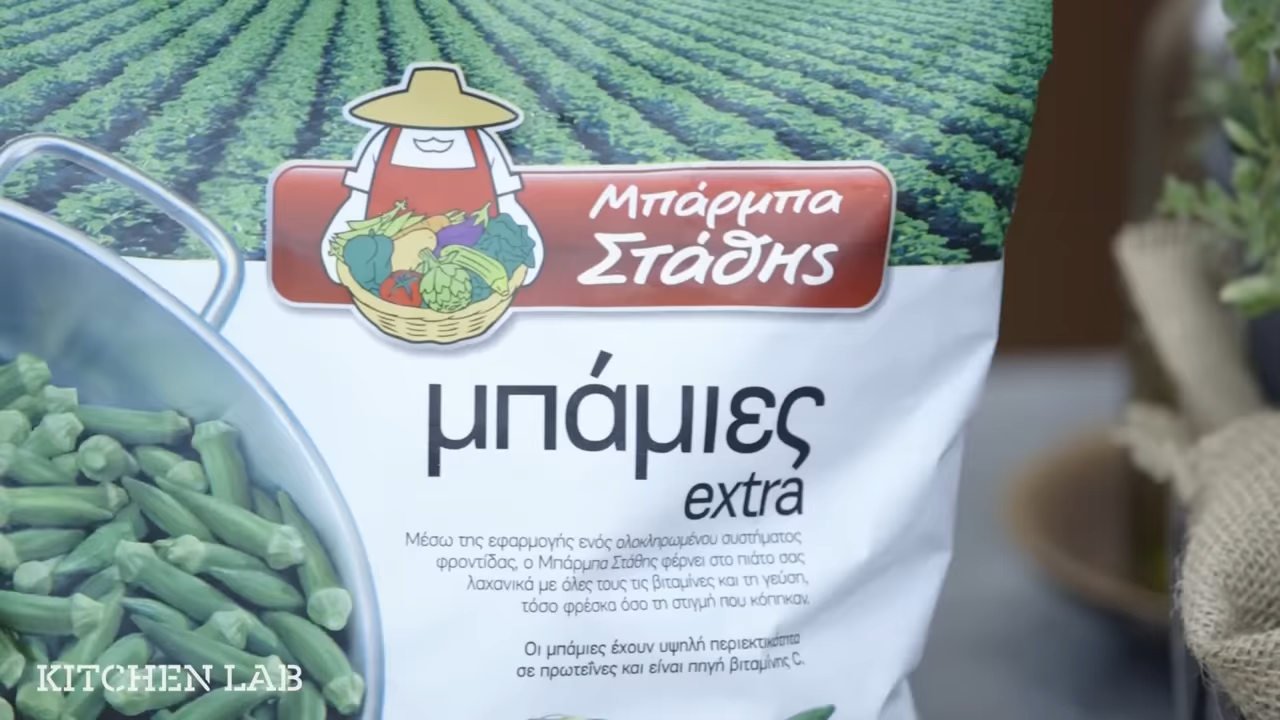 Μπάρμπα
Στάθης
μπάμιες
extra
Μέσω της εφαρμογής ενός ολοκληρωμένου συστήματος
φροντίδας, ο Μπάρμπα Στάθης φέρνει στο πιάτο σας
λαχανικά με όλες τους τις βιταμίνες και τη γεύση,
τόσο φρέσκα όσο τη στιγμή που κόπηκαν.
Οι μπάμιες έχουν υψηλή περιεκτικότητα
σε πρωτεΐνες και είναι πηγή βιταμίνης C.
KITCHEN LAB